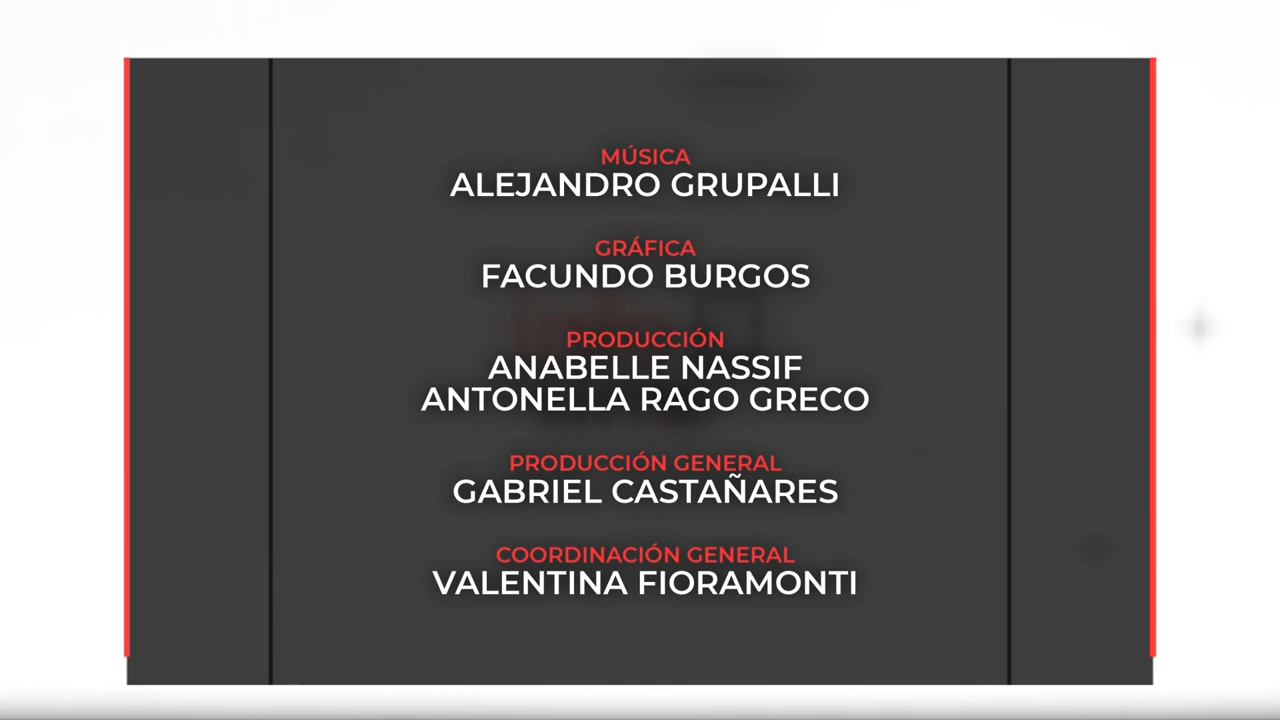 MÚSICA
ALEJANDRO GRUPALLI
GRÁFICA
FACUNDO BURGOS
PRODUCCIÓN
ANABELLE NASSIF
ANTONELLA RAGO GRECO
PRODUCCIÓN GENERAL
GABRIEL CASTAÑARES
COORDINACIÓN GENERAL
VALENTINA FIORAMONTI